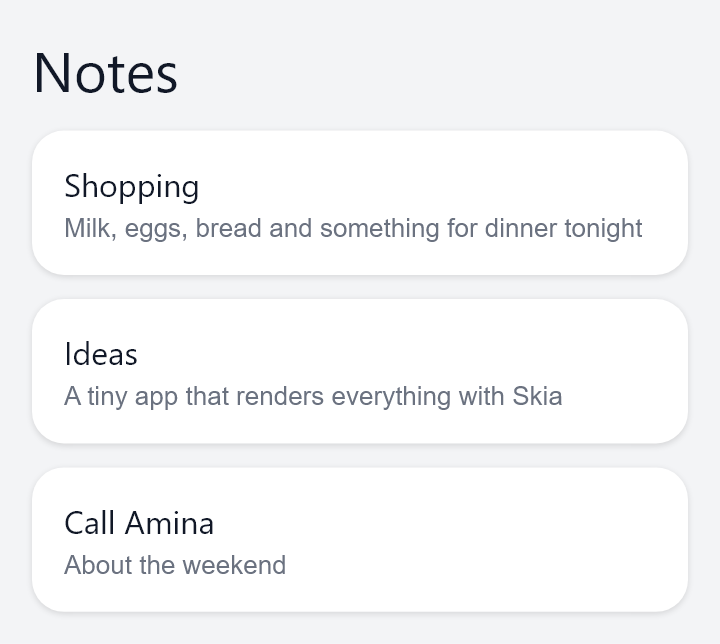 Notes
Shopping
Milk, eggs, bread and something for dinner tonight
Ideas
A tiny app that renders everything with Skia
Call Amina
About the weekend